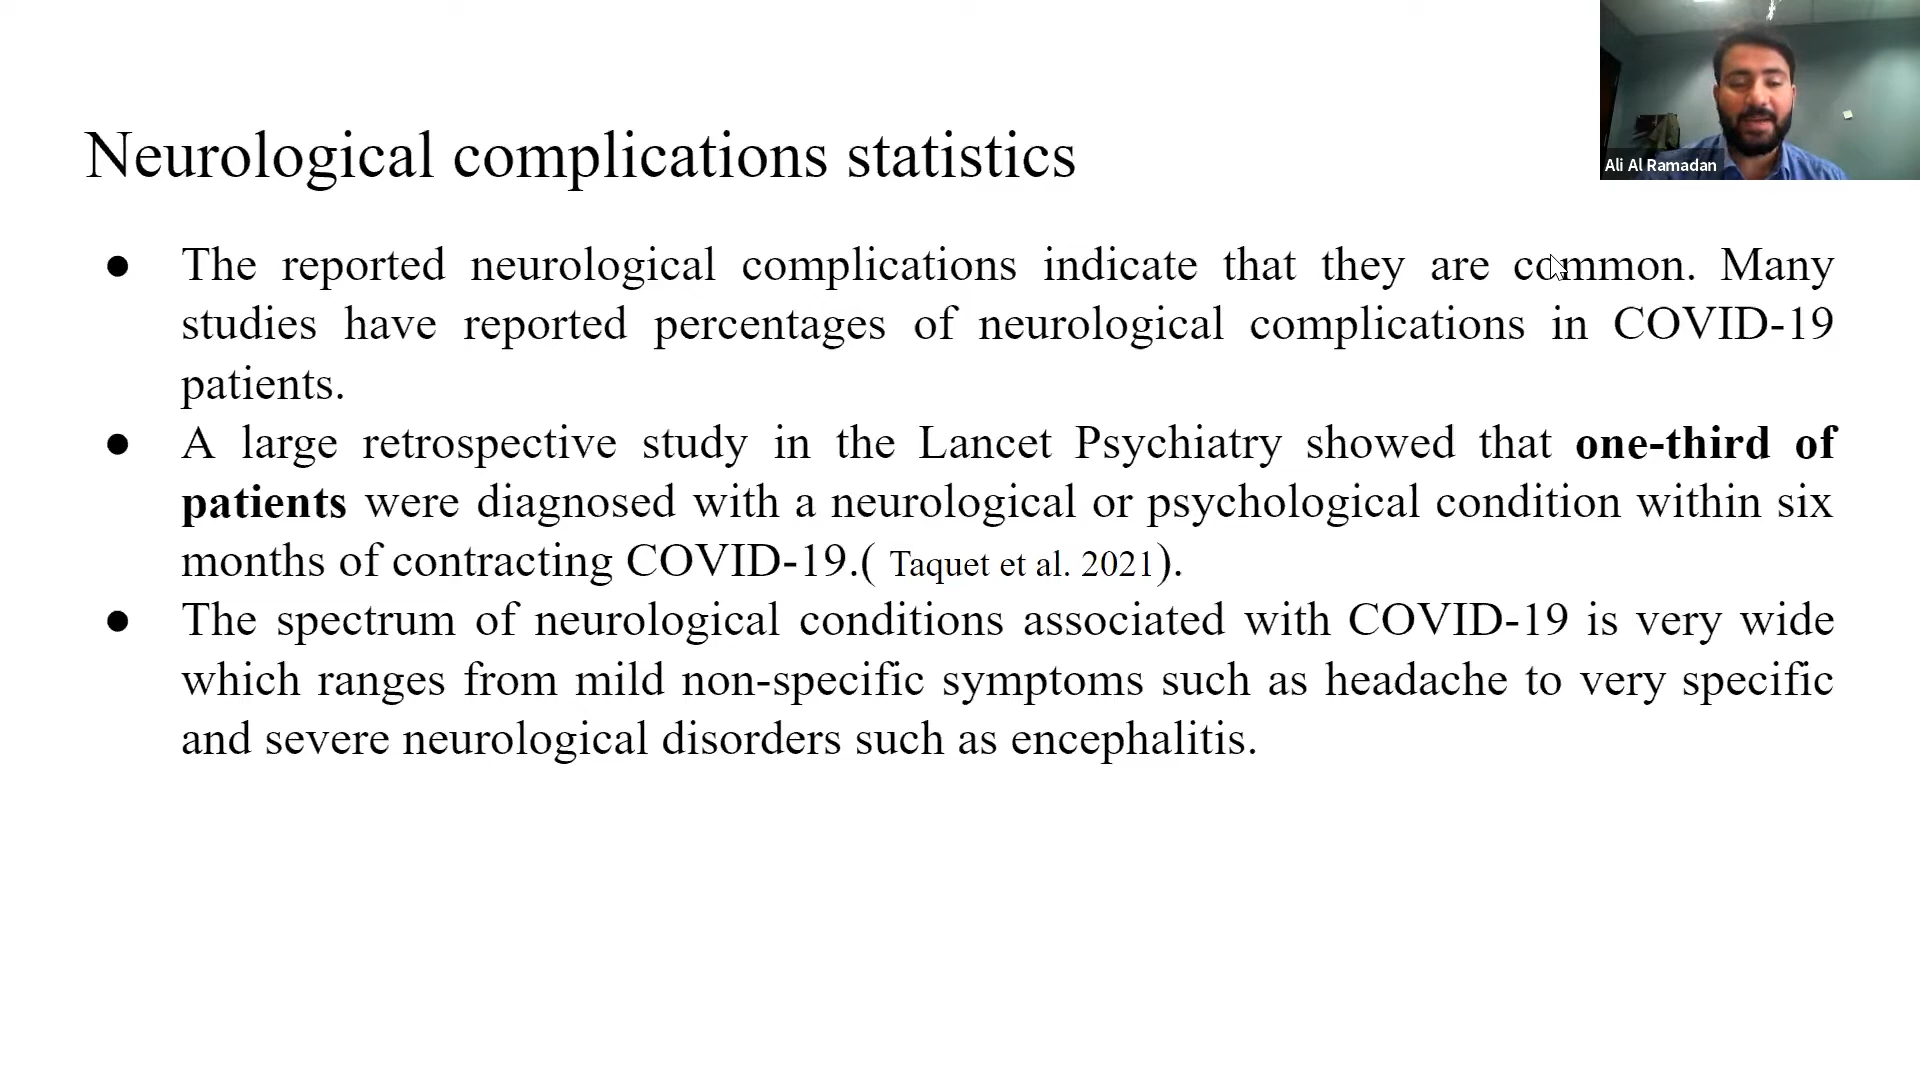 Ali Al Ramadan
Neurological complications statistics
● The reported neurological complications indicate that they are common. Many
studies have reported percentages of neurological complications in COVID-19
patients.
● A large retrospective study in the Lancet Psychiatry showed that one-third of
patients were diagnosed with a neurological or psychological condition within six
months of contracting COVID-19.( Taquet et al. 2021).
● The spectrum of neurological conditions associated with COVID-19 is very wide
which ranges from mild non-specific symptoms such as headache to very specific
and severe neurological disorders such as encephalitis.